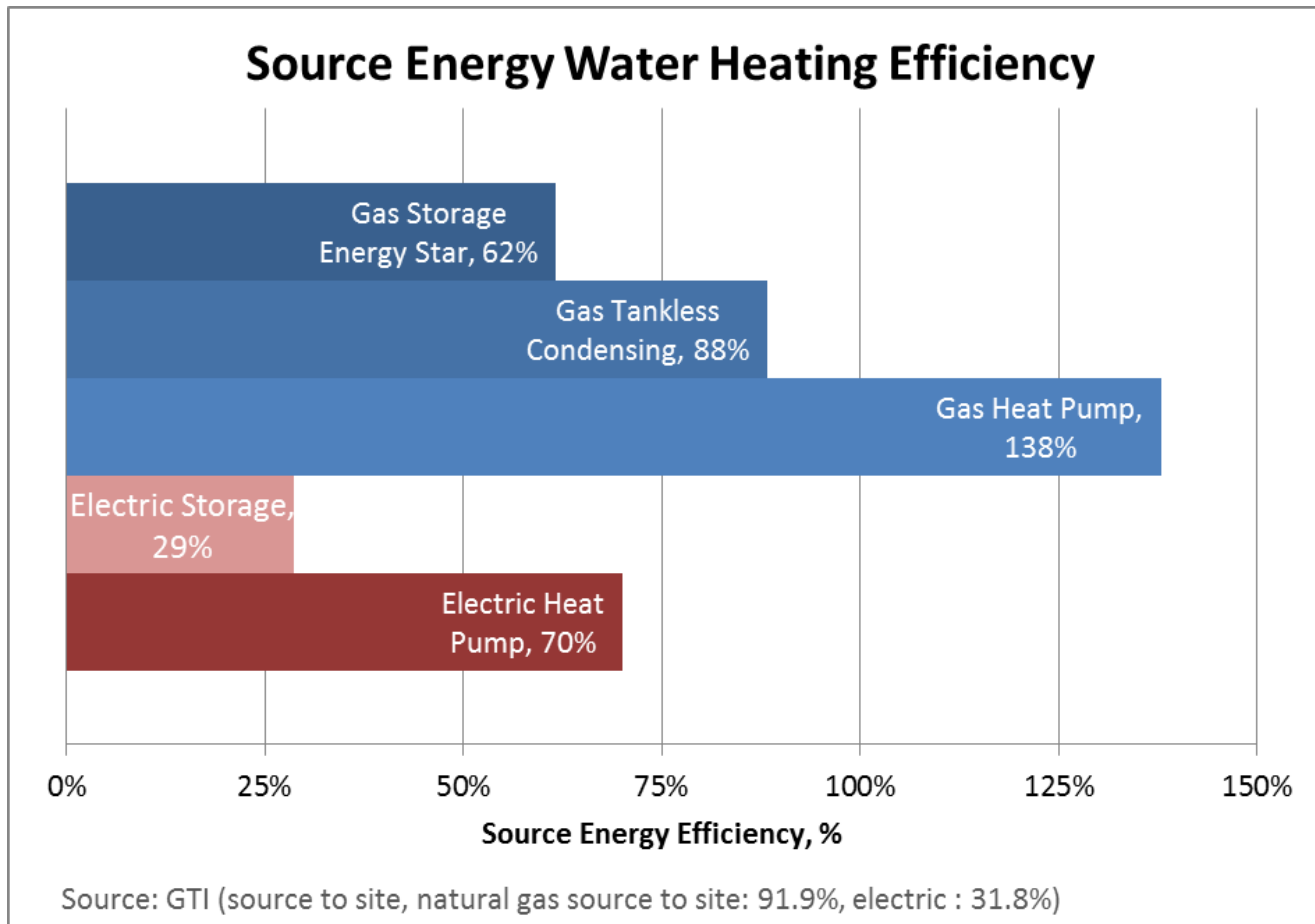 Source Energy Water Heating Efficiency
Gas Storage
Energy Star, 62%
Gas Tankless
Condensing, 88%
Gas Heat Pump,
138%
Electric Storage,
29%
Electric Heat
Pump, 70%
0% 25% 50% 75% 100% 125% 150%
Source Energy Efficiency, %
Source: GTI (source to site, natural gas source to site: 91.9%, electric : 31.8%)